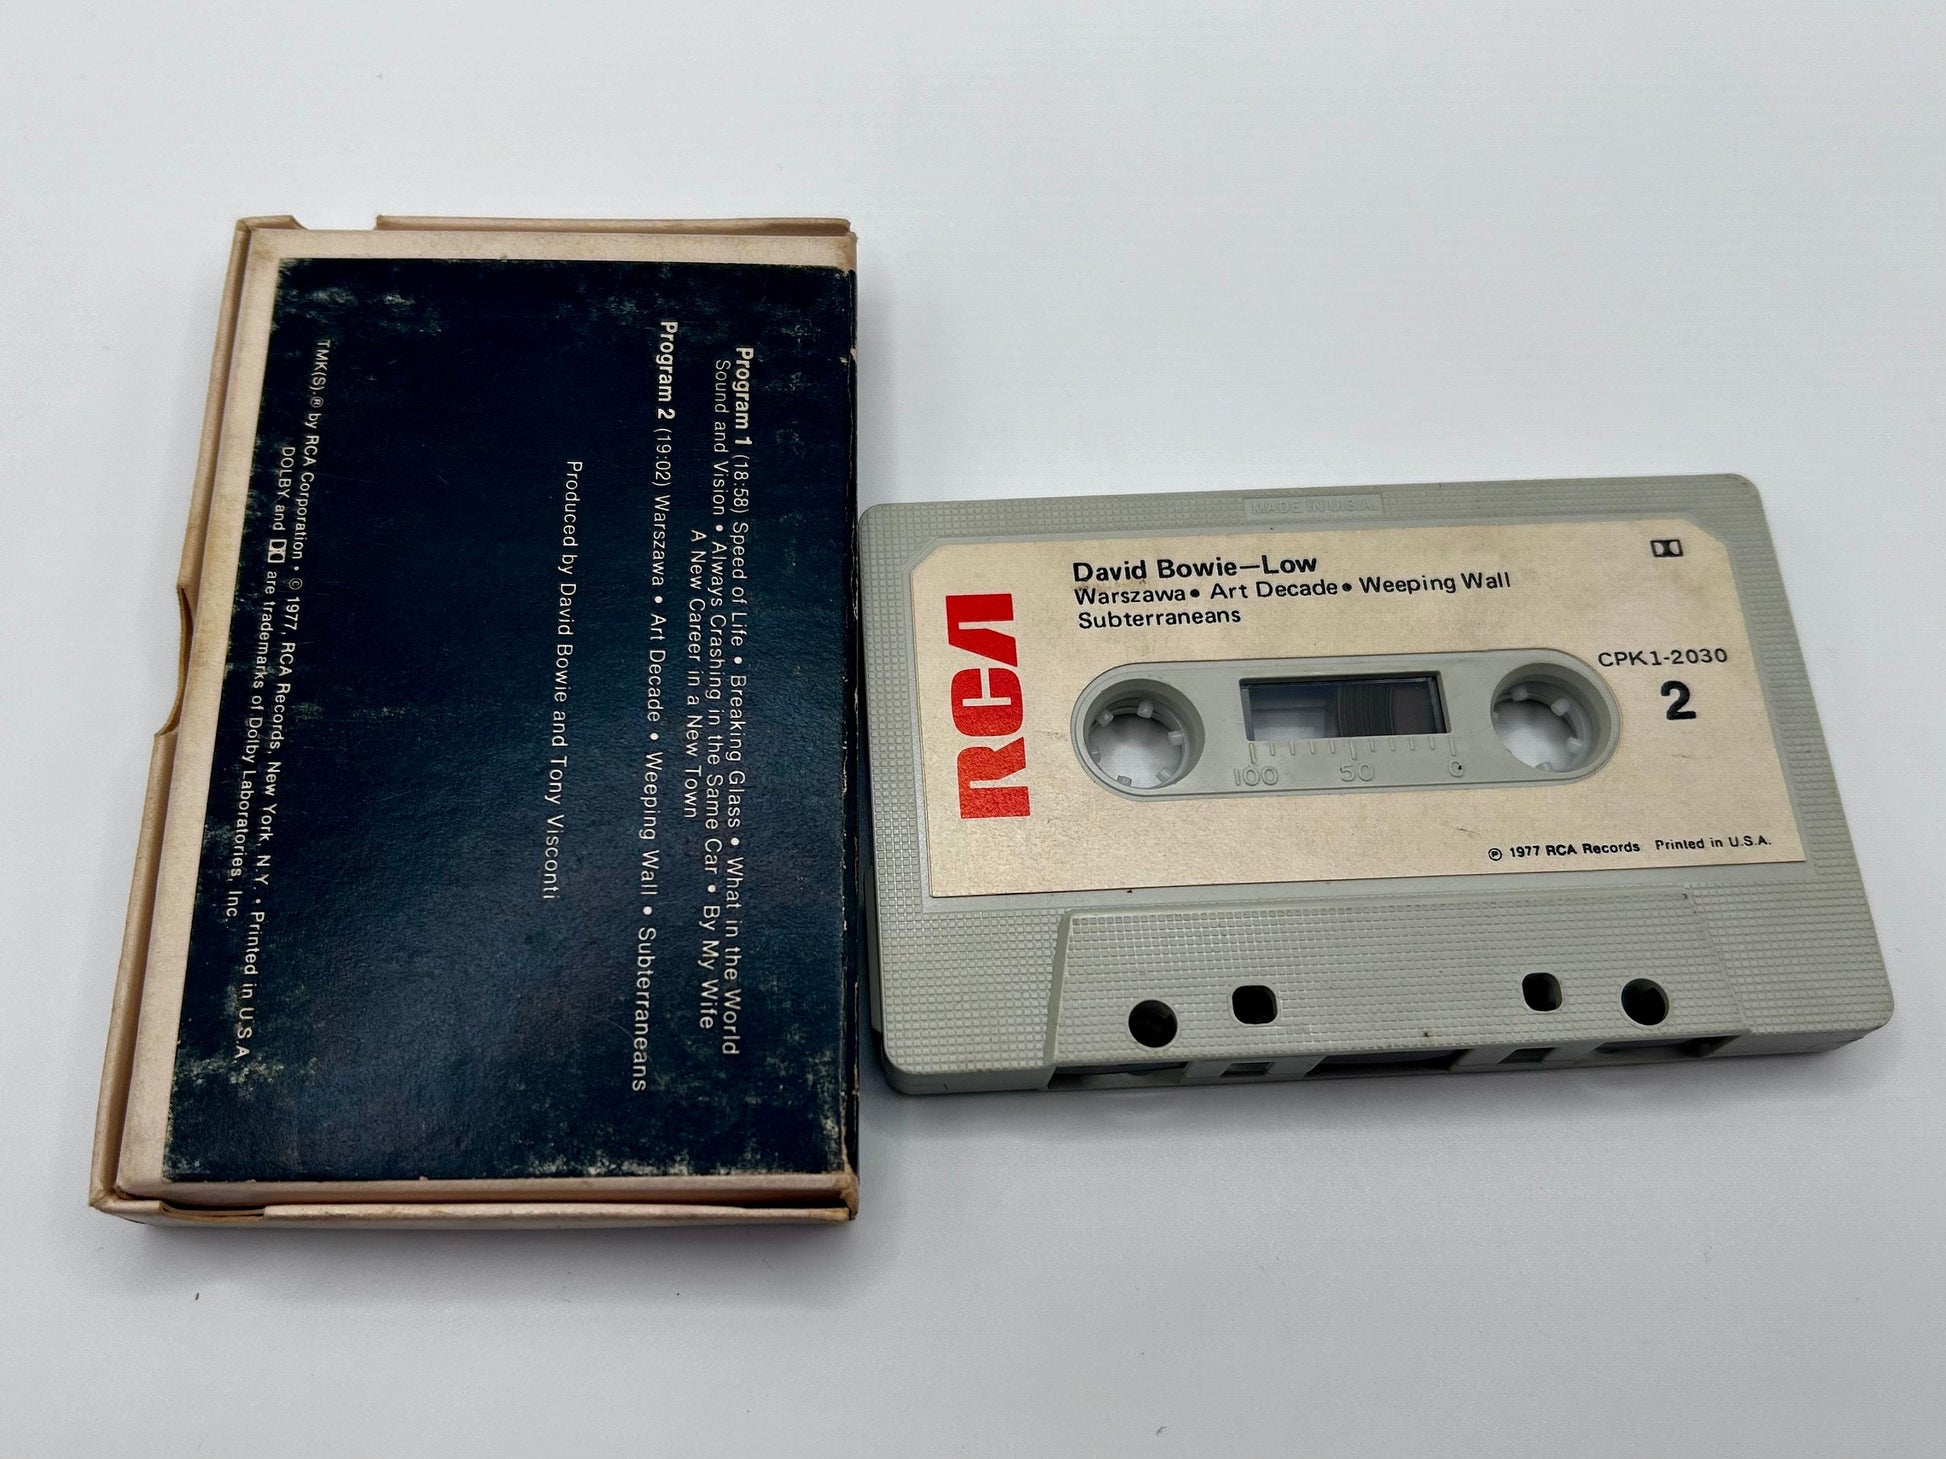 Program 1 (18:58) Speed of Life • Breaking Glass • What in the World
Sound and Vision • Always Crashing in the Same Car • By My Wife
A New Career in a New Town
Program 2 (19:02) Warszawa • Art Decade • Weeping Wall • Subterraneans
Produced by David Bowie and Tony Visconti
TMK(S) ® by RCA Corporation • © 1977, RCA Records, New York, N.Y. • Printed in U.S.A.
DOLBY and are trademarks of Dolby Laboratories, Inc.
MADE IN U.S.A.
David Bowie—Low
Warszawa • Art Decade • Weeping Wall
Subterraneans
RCA
CPK1-2030
2
100 50 0
℗ 1977 RCA Records Printed in U.S.A.